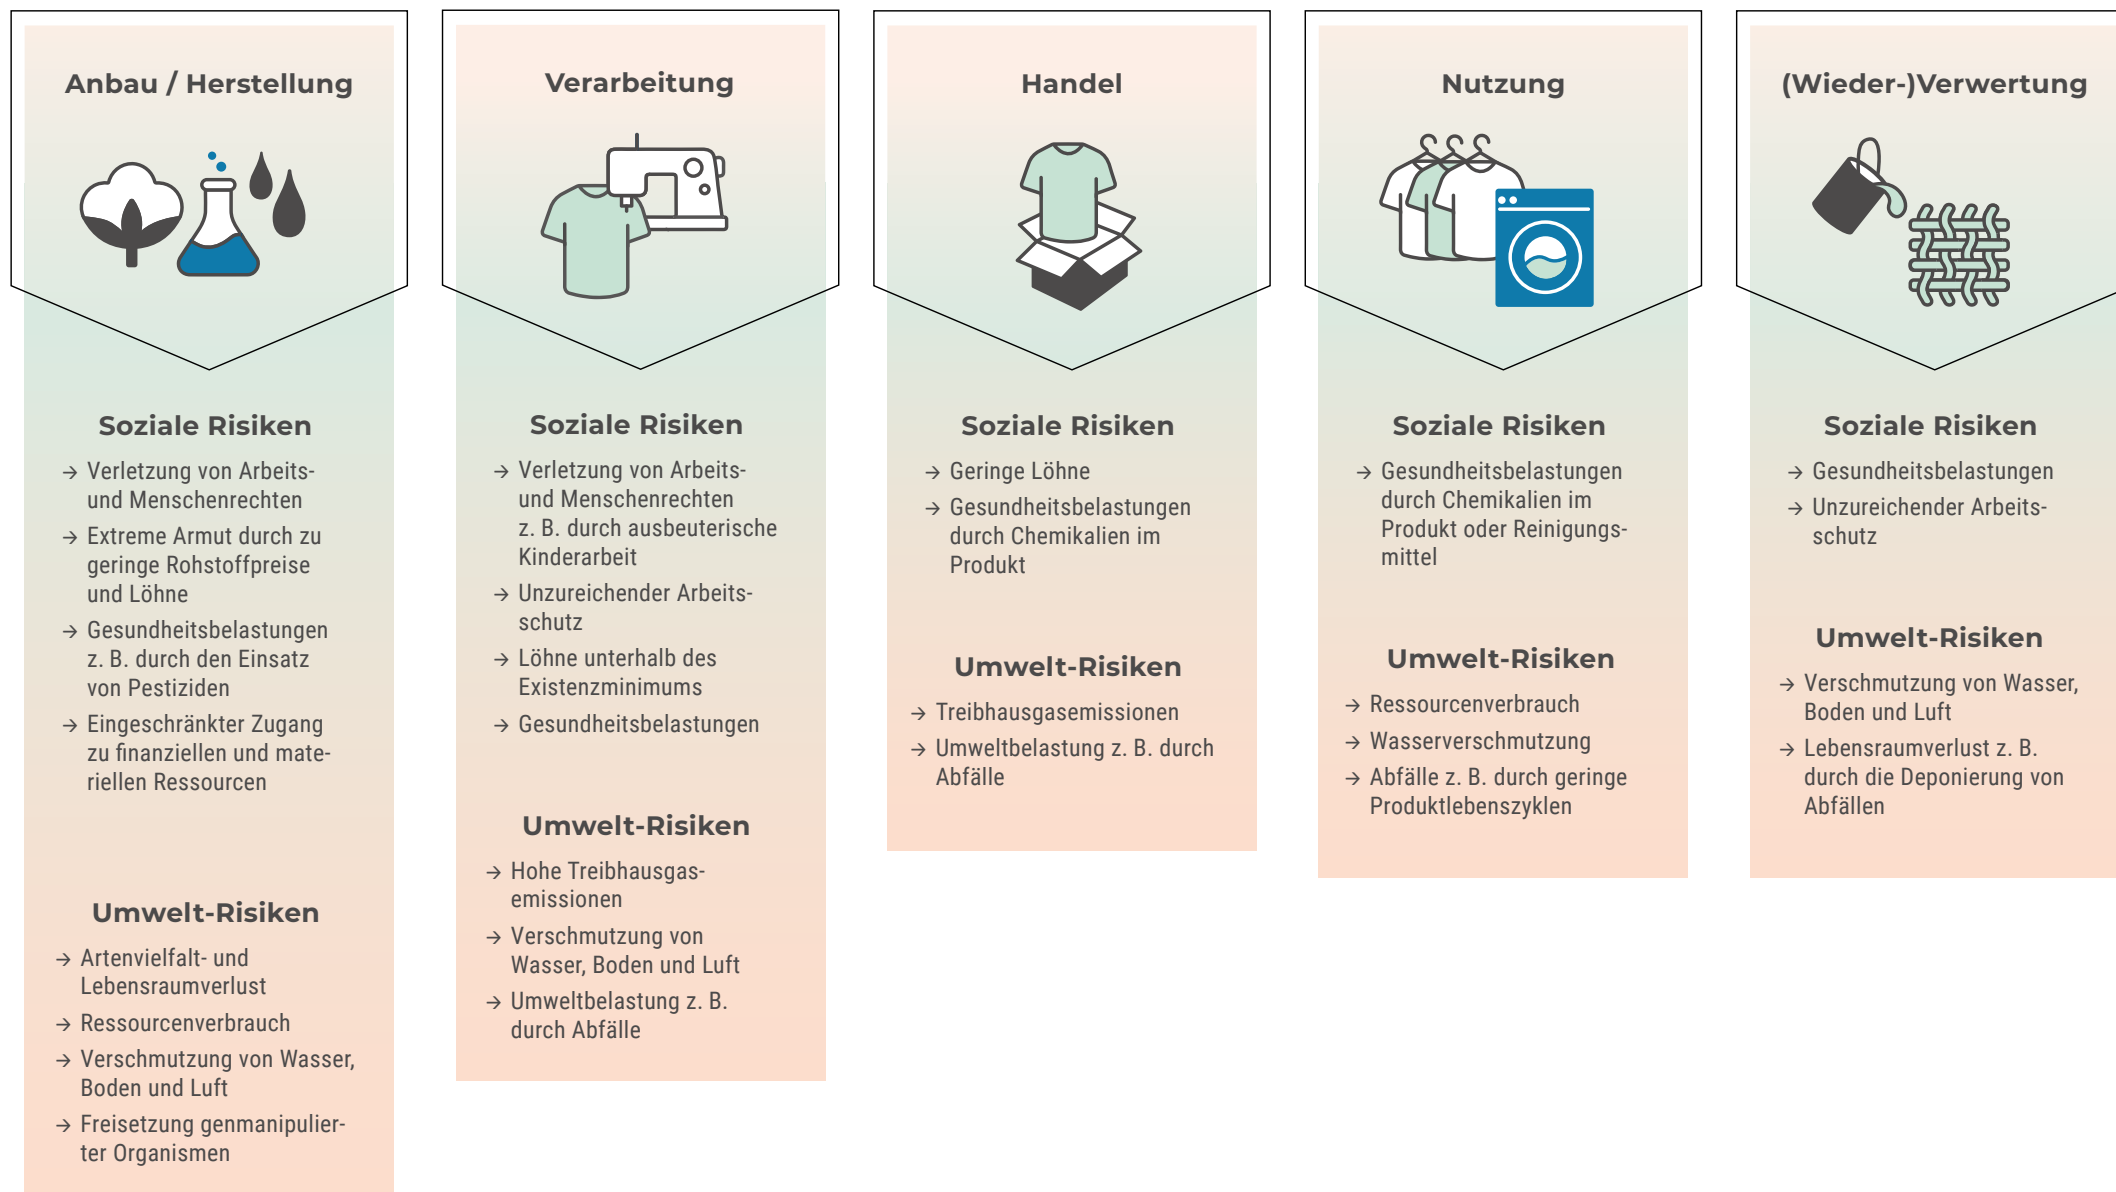 Anbau / Herstellung
Soziale Risiken
→ Verletzung von Arbeits-
und Menschenrechten
→ Extreme Armut durch zu
geringe Rohstoffpreise
und Löhne
→ Gesundheitsbelastungen
z. B. durch den Einsatz
von Pestiziden
→ Eingeschränkter Zugang
zu finanziellen und mate-
riellen Ressourcen
Umwelt-Risiken
→ Artenvielfalt- und
Lebensraumverlust
→ Ressourcenverbrauch
→ Verschmutzung von Wasser,
Boden und Luft
→ Freisetzung genmanipulier-
ter Organismen
Verarbeitung
Soziale Risiken
→ Verletzung von Arbeits-
und Menschenrechten
z. B. durch ausbeuterische
Kinderarbeit
→ Unzureichender Arbeits-
schutz
→ Löhne unterhalb des
Existenzminimums
→ Gesundheitsbelastungen
Umwelt-Risiken
→ Hohe Treibhausgas-
emissionen
→ Verschmutzung von
Wasser, Boden und Luft
→ Umweltbelastung z. B.
durch Abfälle
Handel
Soziale Risiken
→ Geringe Löhne
→ Gesundheitsbelastungen
durch Chemikalien im
Produkt
Umwelt-Risiken
→ Treibhausgasemissionen
→ Umweltbelastung z. B. durch
Abfälle
Nutzung
Soziale Risiken
→ Gesundheitsbelastungen
durch Chemikalien im
Produkt oder Reinigungs-
mittel
Umwelt-Risiken
→ Ressourcenverbrauch
→ Wasserverschmutzung
→ Abfälle z. B. durch geringe
Produktlebenszyklen
(Wieder-)Verwertung
Soziale Risiken
→ Gesundheitsbelastungen
→ Unzureichender Arbeits-
schutz
Umwelt-Risiken
→ Verschmutzung von Wasser,
Boden und Luft
→ Lebensraumverlust z. B.
durch die Deponierung von
Abfällen